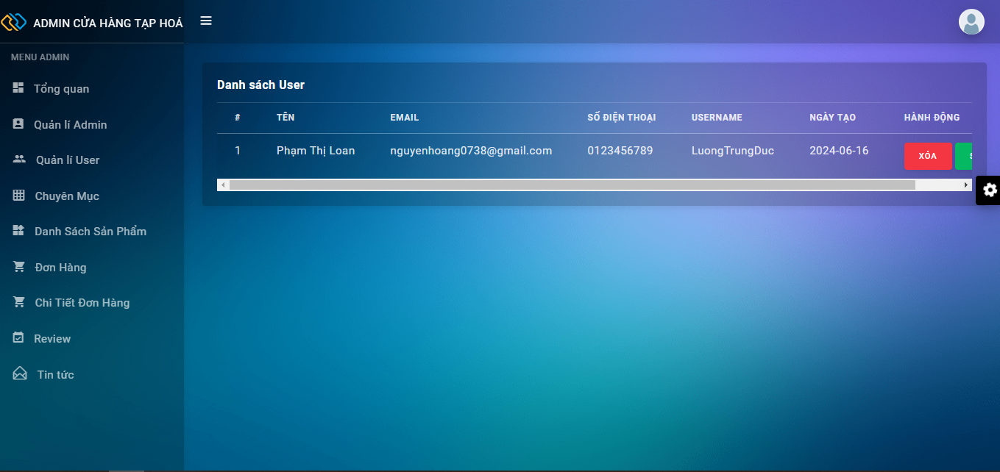 ADMIN CỬA HÀNG TẠP HOÁ
MENU ADMIN
Tổng quan
Quản lí Admin
Quản lí User
Chuyên Mục
Danh Sách Sản Phẩm
Đơn Hàng
Chi Tiết Đơn Hàng
Review
Tin tức
Danh sách User
# TÊN EMAIL SỐ ĐIỆN THOẠI USERNAME NGÀY TẠO HÀNH ĐỘNG
1 Phạm Thị Loan nguyenhoang0738@gmail.com 0123456789 LuongTrungDuc 2024-06-16 XÓA